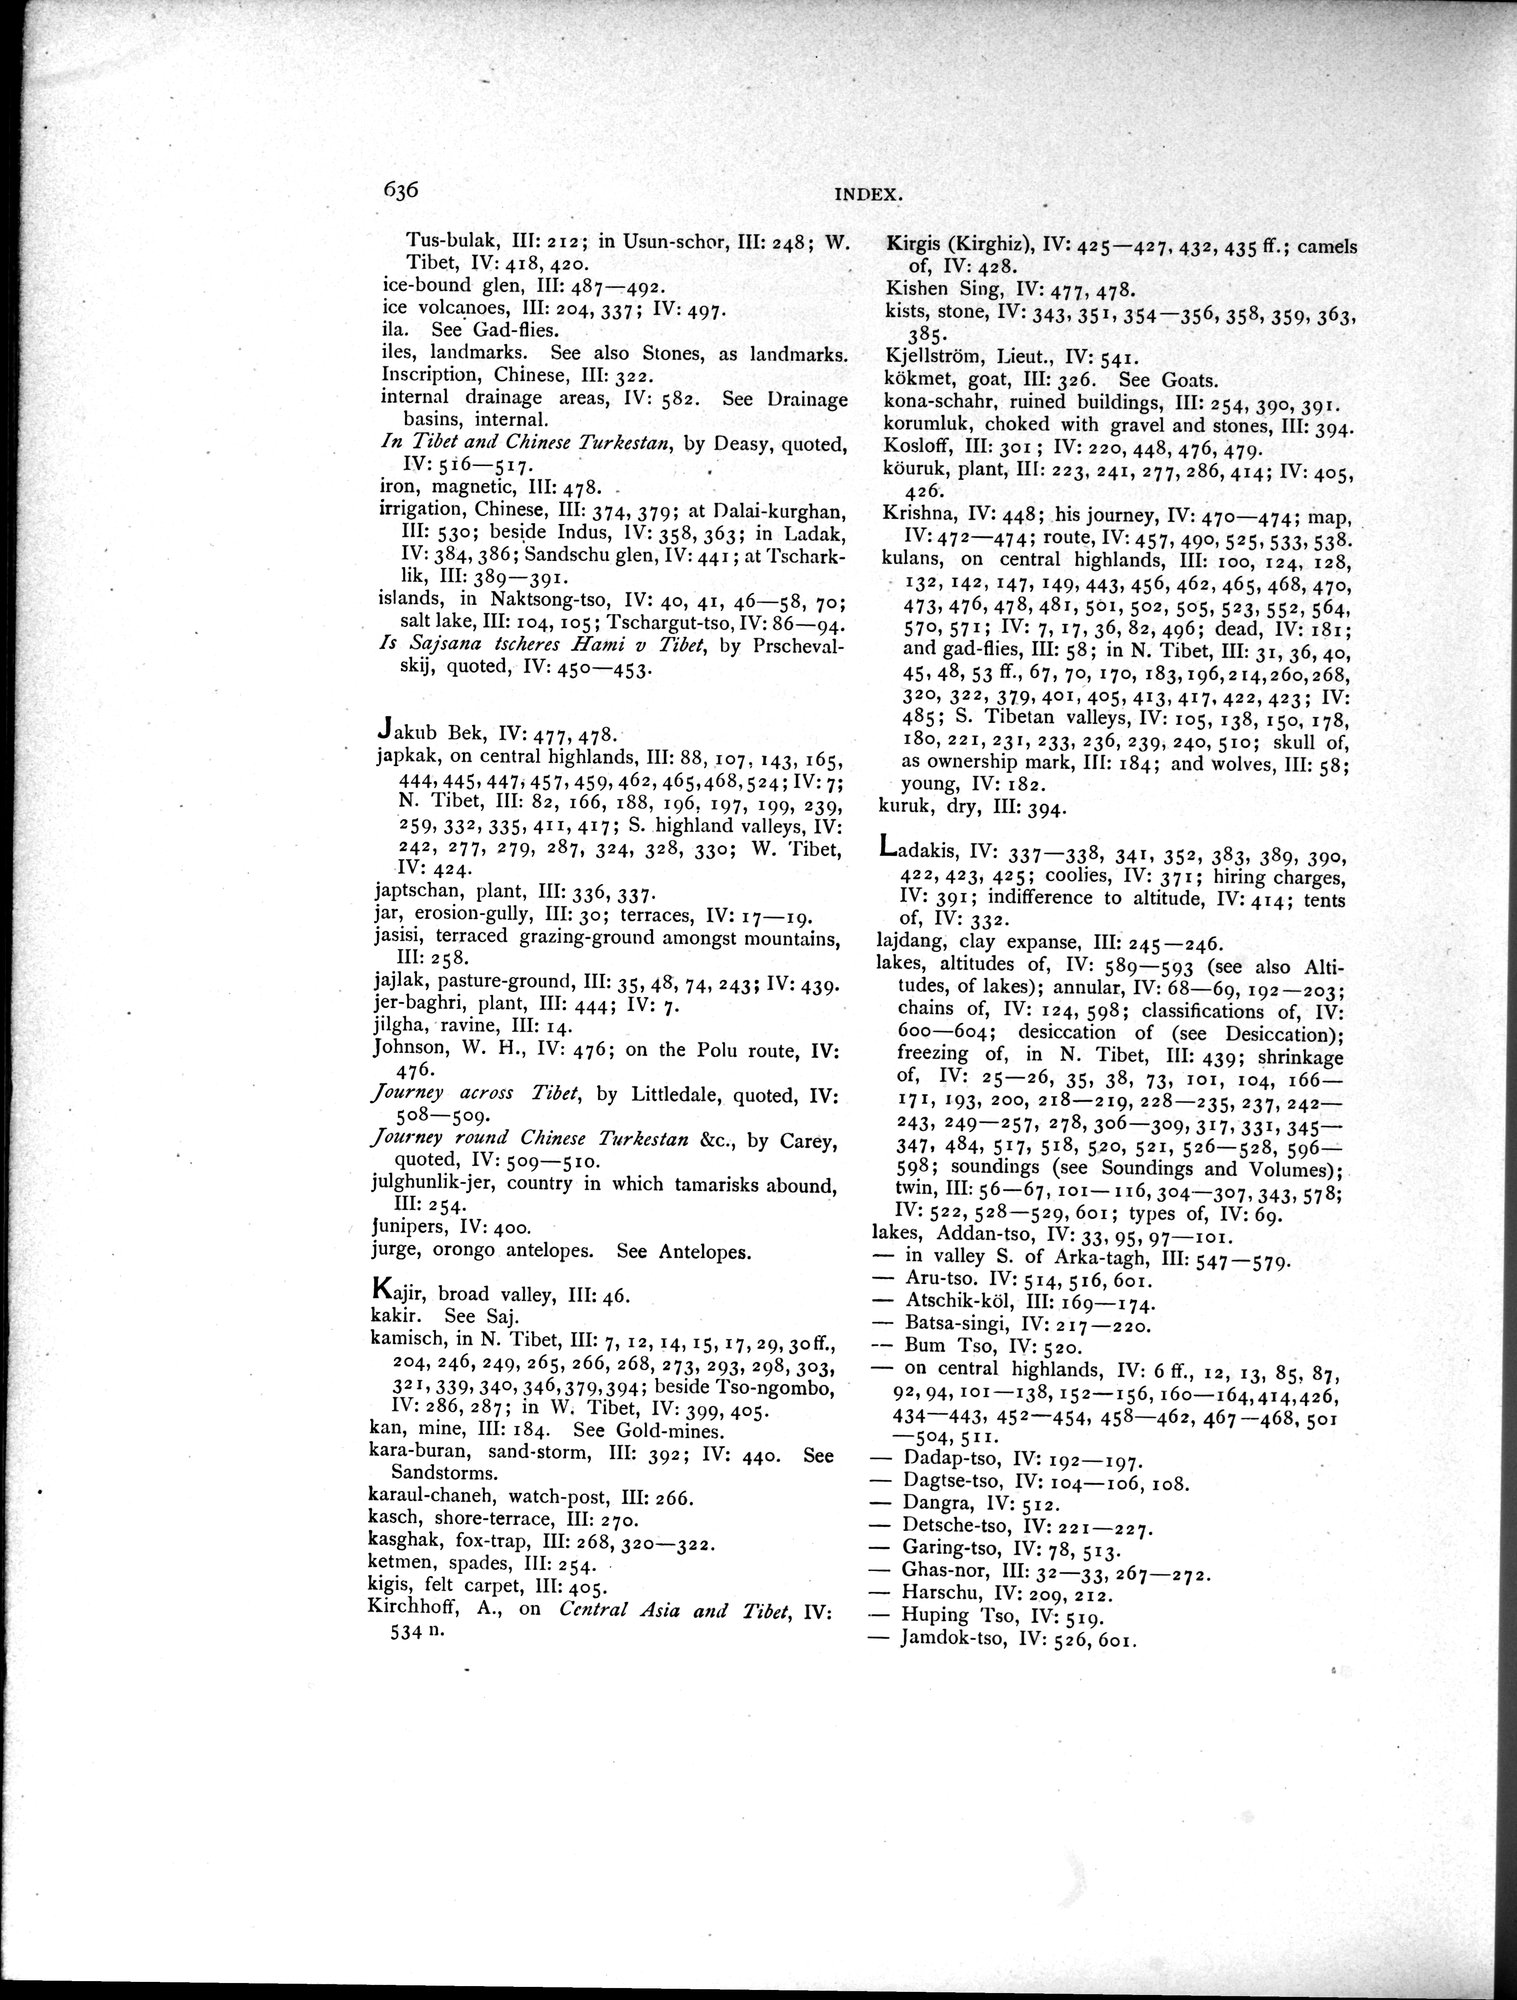 636
INDEX.
Tus-bulak, III: 212; in Usun-schor, III: 248; W.
Tibet, IV: 418, 420.
ice-bound glen, III: 487—492.
ice volcanoes, III: 204, 337; IV: 497.
ila. See Gad-flies.
iles, landmarks. See also Stones, as landmarks.
Inscription, Chinese, III: 322.
internal drainage areas, IV: 582. See Drainage
basins, internal.
In Tibet and Chinese Turkestan, by Deasy, quoted,
IV: 516—517.
iron, magnetic, III: 478.
irrigation, Chinese, III: 374, 379; at Dalai-kurghan,
III: 530; beside Indus, IV: 358, 363; in Ladak,
IV: 384, 386; Sandschu glen, IV: 441; at Tschark-
lik, III: 389—391.
islands, in Naktsong-tso, IV: 40, 41, 46—58, 70;
salt lake, III: 104, 105; Tschargut-tso, IV: 86—94.
Is Sajsana tscheres Hami v Tibet, by Prscheval-
skij, quoted, IV: 450—453.
Jakub Bek, IV: 477, 478.
japkak, on central highlands, III: 88, 107, 143, 165,
444, 445, 447, 457, 459, 462, 465, 468, 524; IV: 7;
N. Tibet, III: 82, 166, 188, 196, 197, 199, 239,
259, 332, 335, 411, 417; S. highland valleys, IV:
242, 277, 279, 287, 324, 328, 330; W. Tibet,
IV: 424.
japtschan, plant, III: 336, 337.
jar, erosion-gully, III: 30; terraces, IV: 17—19.
jasisi, terraced grazing-ground amongst mountains,
III: 258.
jajlak, pasture-ground, III: 35, 48, 74, 243; IV: 439.
jer-baghri, plant, III: 444; IV: 7.
jilgha, ravine, III: 14.
Johnson, W. H., IV: 476; on the Polu route, IV:
476.
Journey across Tibet, by Littledale, quoted, IV:
508—509.
Journey round Chinese Turkestan &c., by Carey,
quoted, IV: 509—510.
julghunlik-jer, country in which tamarisks abound,
III: 254.
junipers, IV: 400.
jurge, orongo antelopes. See Antelopes.
Kajir, broad valley, III: 46.
kakir. See Saj.
kamisch, in N. Tibet, III: 7, 12, 14, 15, 17, 29, 30 ff.,
204, 246, 249, 265, 266, 268, 273, 293, 298, 303,
321, 339, 340, 346, 379, 394; beside Tso-ngombo,
IV: 286, 287; in W. Tibet, IV: 399, 405.
kan, mine, III: 184. See Gold-mines.
kara-buran, sand-storm, III: 392; IV: 440. See
Sandstorms.
karaul-chaneh, watch-post, III: 266.
kasch, shore-terrace, III: 270.
kasghak, fox-trap, III: 268, 320—322.
ketmen, spades, III: 254.
kigis, felt carpet, III: 405.
Kirchhoff, A., on Central Asia and Tibet, IV:
534 n.
Kirgis (Kirghiz), IV: 425—427, 432, 435 ff.; camels
of, IV: 428.
Kishen Sing, IV: 477, 478.
kists, stone, IV: 343, 351, 354—356, 358, 359, 363,
385.
Kjellström, Lieut., IV: 541.
kökmet, goat, III: 326. See Goats.
kona-schahr, ruined buildings, III: 254, 390, 391.
korumluk, choked with gravel and stones, III: 394.
Kosloff, III: 301; IV: 220, 448, 476, 479.
köuruk, plant, III: 223, 241, 277, 286, 414; IV: 405,
426.
Krishna, IV: 448; his journey, IV: 470—474; map,
IV: 472—474; route, IV: 457, 490, 525, 533, 538.
kulans, on central highlands, III: 100, 124, 128,
132, 142, 147, 149, 443, 456, 462, 465, 468, 470,
473, 476, 478, 481, 501, 502, 505, 523, 552, 564,
570, 571; IV: 7, 17, 36, 82, 496; dead, IV: 181;
and gad-flies, III: 58; in N. Tibet, III: 31, 36, 40,
45, 48, 53 ff., 67, 70, 170, 183, 196, 214, 260, 268,
320, 322, 379, 401, 405, 413, 417, 422, 423; IV:
485; S. Tibetan valleys, IV: 105, 138, 150, 178,
180, 221, 231, 233, 236, 239, 240, 510; skull of,
as ownership mark, III: 184; and wolves, III: 58;
young, IV: 182.
kuruk, dry, III: 394.
Ladakis, IV: 337—338, 341, 352, 383, 389, 390,
422, 423, 425; coolies, IV: 371; hiring charges,
IV: 391; indifference to altitude, IV: 414; tents
of, IV: 332.
lajdang, clay expanse, III: 245—246.
lakes, altitudes of, IV: 589—593 (see also Alti-
tudes, of lakes); annular, IV: 68—69, 192—203;
chains of, IV: 124, 598; classifications of, IV:
600—604; desiccation of (see Desiccation);
freezing of, in N. Tibet, III: 439; shrinkage
of, IV: 25—26, 35, 38, 73, 101, 104, 166—
171, 193, 200, 218—219, 228—235, 237, 242—
243, 249—257, 278, 306—309, 317, 331, 345—
347, 484, 517, 518, 520, 521, 526—528, 596—
598; soundings (see Soundings and Volumes);
twin, III: 56—67, 101—116, 304—307, 343, 578;
IV: 522, 528—529, 601; types of, IV: 69.
lakes, Addan-tso, IV: 33, 95, 97—101.
— in valley S. of Arka-tagh, III: 547—579.
— Aru-tso. IV: 514, 516, 601.
— Atschik-köl, III: 169—174.
— Batsa-singi, IV: 217—220.
— Bum Tso, IV: 520.
— on central highlands, IV: 6 ff., 12, 13, 85, 87,
92, 94, 101—138, 152—156, 160—164, 414, 426,
434—443, 452—454, 458—462, 467—468, 501
—504, 511.
— Dadap-tso, IV: 192—197.
— Dagtse-tso, IV: 104—106, 108.
— Dangra, IV: 512.
— Detsche-tso, IV: 221—227.
— Garing-tso, IV: 78, 513.
— Ghas-nor, III: 32—33, 267—272.
— Harschu, IV: 209, 212.
— Huping Tso, IV: 519.
— Jamdok-tso, IV: 526, 601.